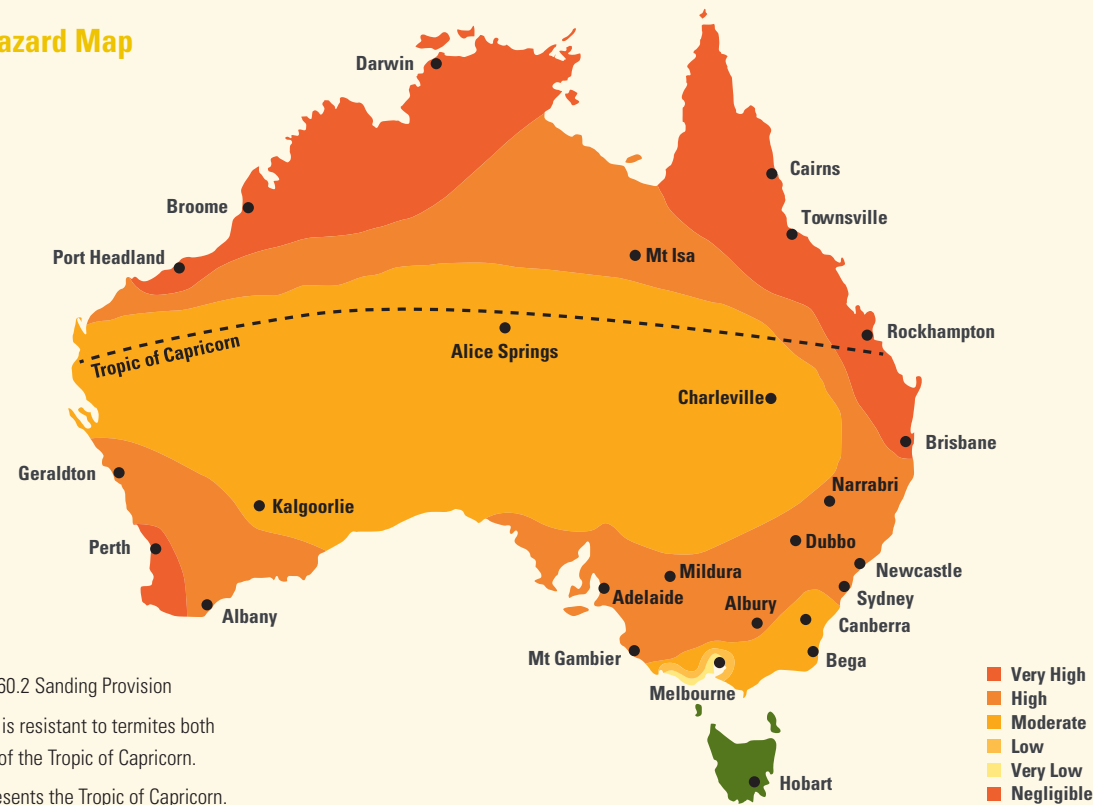 azard Map
Darwin
Cairns
Broome
Townsville
Port Headland
Mt Isa
Rockhampton
Tropic of Capricorn
Alice Springs
Charleville
Brisbane
Geraldton
Narrabri
Kalgoorlie
Perth
Dubbo
Newcastle
Mildura
Sydney
Adelaide
Albury
Albany
Canberra
Mt Gambier
Bega
Melbourne
Hobart
60.2 Sanding Provision
is resistant to termites both
of the Tropic of Capricorn.
esents the Tropic of Capricorn.
Very High
High
Moderate
Low
Very Low
Negligible